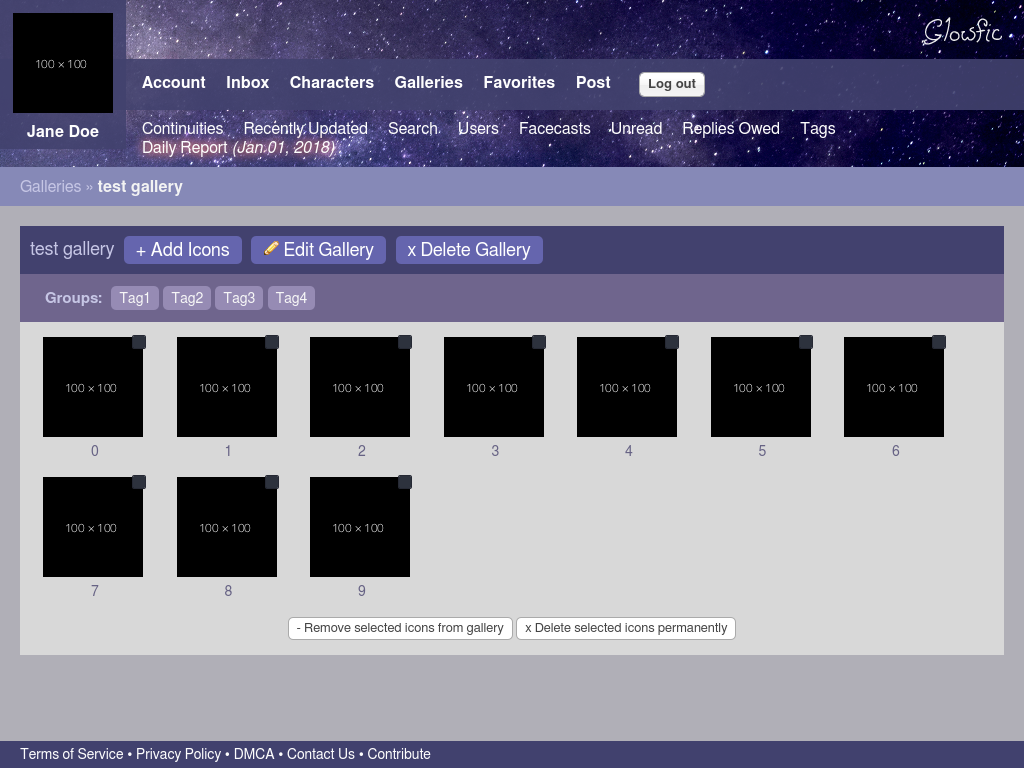 Glowfic
100 × 100
Jane Doe
Account Inbox Characters Galleries Favorites Post Log out
Continuities Recently Updated Search Users Facecasts Unread Replies Owed Tags
Daily Report (Jan 01, 2018)
Galleries » test gallery
test gallery + Add Icons Edit Gallery x Delete Gallery
Groups: Tag1 Tag2 Tag3 Tag4
100 × 100 100 × 100 100 × 100 100 × 100 100 × 100 100 × 100 100 × 100
0 1 2 3 4 5 6
100 × 100 100 × 100 100 × 100
7 8 9
- Remove selected icons from gallery x Delete selected icons permanently
Terms of Service • Privacy Policy • DMCA • Contact Us • Contribute